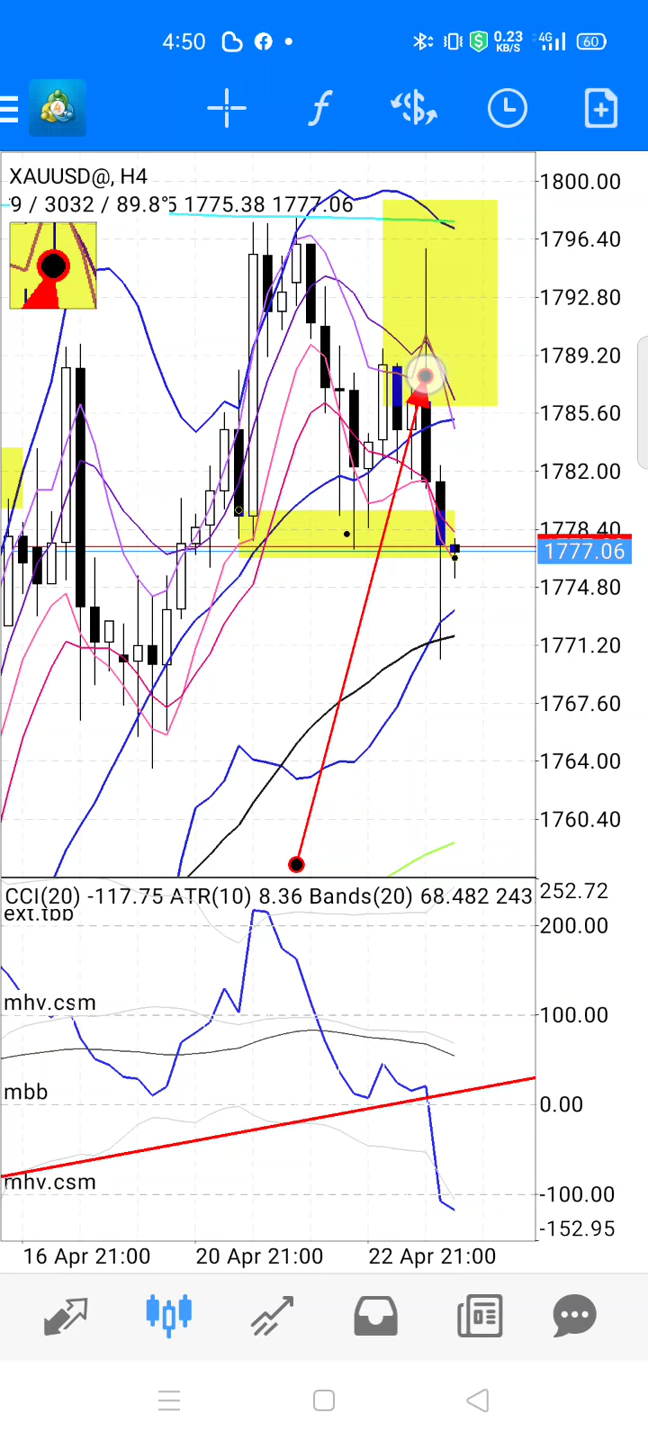 4:50
0.23
KB/S
4G
60
XAUUSD@, H4
9 / 3032 / 89.8°5 1775.38 1777.06
1800.00
1796.40
1792.80
1789.20
1785.60
1782.00
1778.40
1777.06
1774.80
1771.20
1767.60
1764.00
1760.40
CCI(20) -117.75 ATR(10) 8.36 Bands(20) 68.482 243
252.72
ext.tbb
200.00
mhv.csm
100.00
mbb
0.00
mhv.csm
-100.00
-152.95
16 Apr 21:00
20 Apr 21:00
22 Apr 21:00